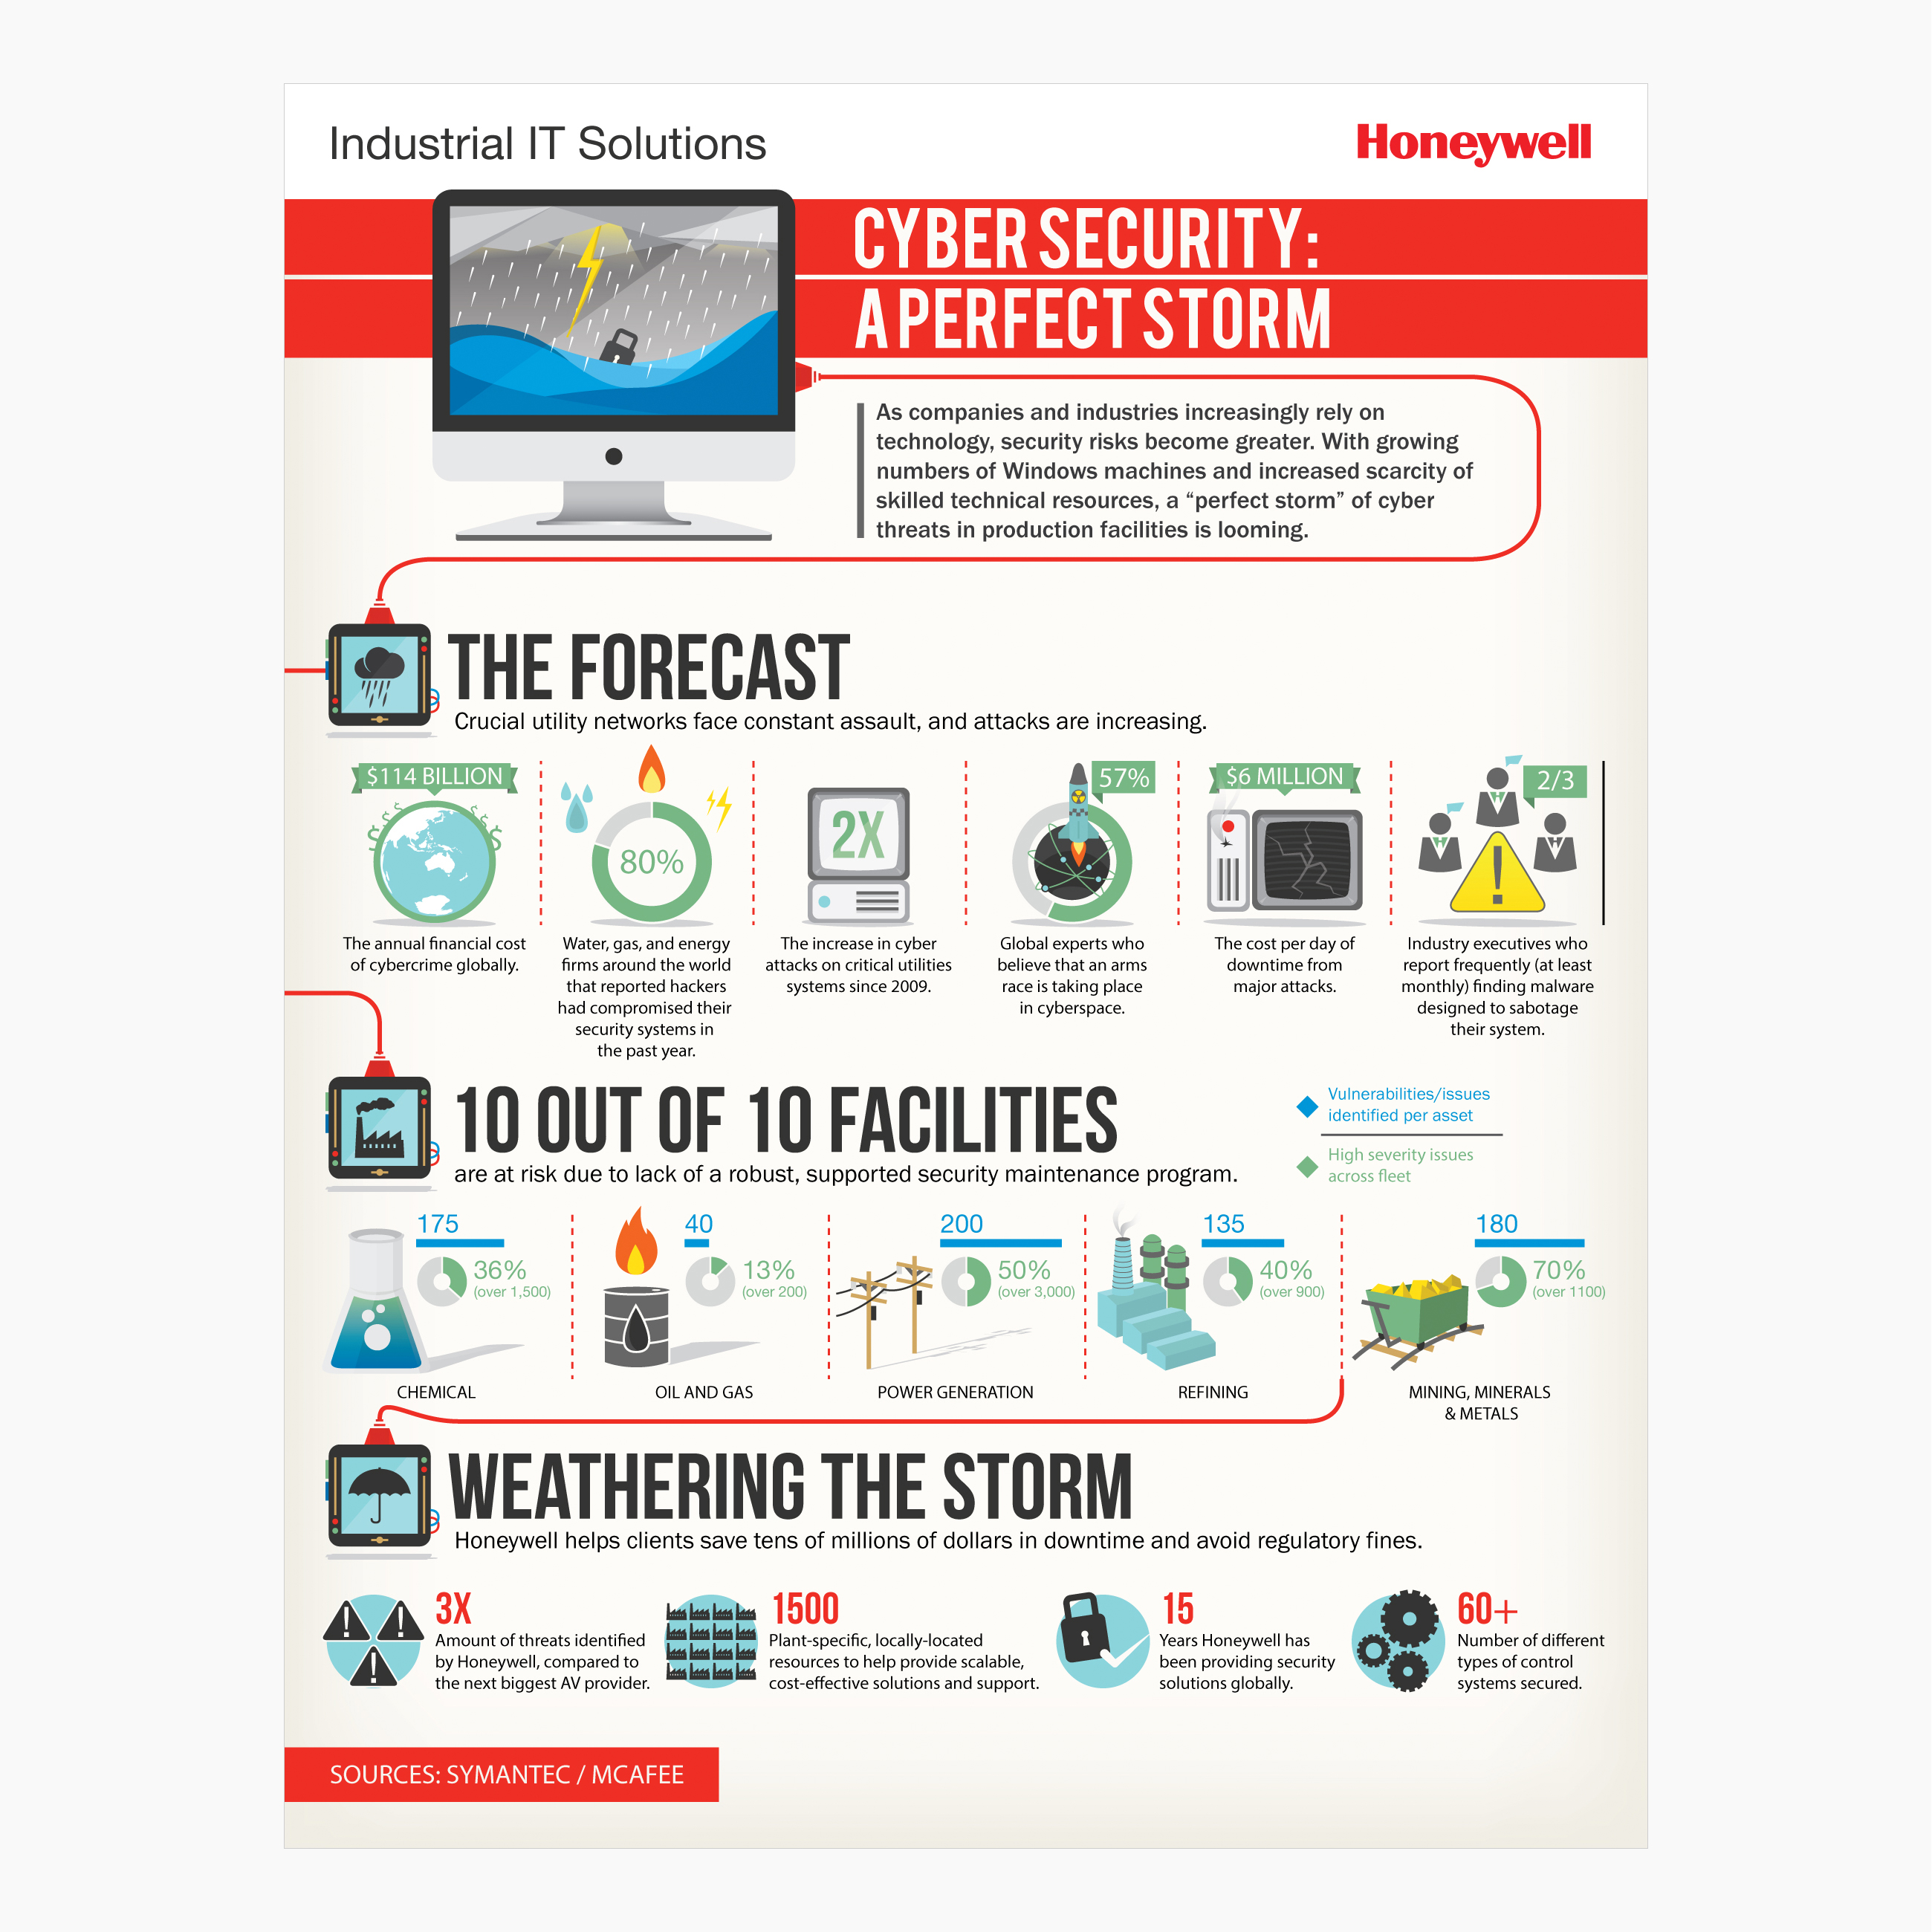 Industrial IT Solutions
Honeywell
CYBER SECURITY:
A PERFECT STORM
As companies and industries increasingly rely on
technology, security risks become greater. With growing
numbers of Windows machines and increased scarcity of
skilled technical resources, a “perfect storm” of cyber
threats in production facilities is looming.
THE FORECAST
Crucial utility networks face constant assault, and attacks are increasing.
$114 BILLION
The annual financial cost
of cybercrime globally.
80%
Water, gas, and energy
firms around the world
that reported hackers
had compromised their
security systems in
the past year.
2X
The increase in cyber
attacks on critical utilities
systems since 2009.
57%
Global experts who
believe that an arms
race is taking place
in cyberspace.
$6 MILLION
The cost per day of
downtime from
major attacks.
2/3
Industry executives who
report frequently (at least
monthly) finding malware
designed to sabotage
their system.
10 OUT OF 10 FACILITIES
are at risk due to lack of a robust, supported security maintenance program.
Vulnerabilities/issues
identified per asset
High severity issues
across fleet
175
36%
(over 1,500)
CHEMICAL
40
13%
(over 200)
OIL AND GAS
200
50%
(over 3,000)
POWER GENERATION
135
40%
(over 900)
REFINING
180
70%
(over 1100)
MINING, MINERALS
& METALS
WEATHERING THE STORM
Honeywell helps clients save tens of millions of dollars in downtime and avoid regulatory fines.
3X
Amount of threats identified
by Honeywell, compared to
the next biggest AV provider.
1500
Plant-specific, locally-located
resources to help provide scalable,
cost-effective solutions and support.
15
Years Honeywell has
been providing security
solutions globally.
60+
Number of different
types of control
systems secured.
SOURCES: SYMANTEC / MCAFEE